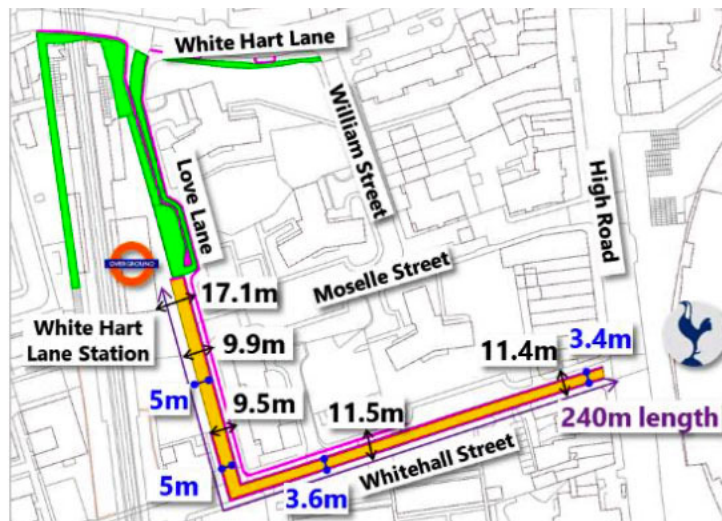 White Hart Lane
William Street
Love Lane
High Road
OVERGROUND
Moselle Street
17.1m
White Hart
Lane Station
9.9m
11.4m
3.4m
5m
9.5m
11.5m
240m length
Whitehall Street
5m
3.6m